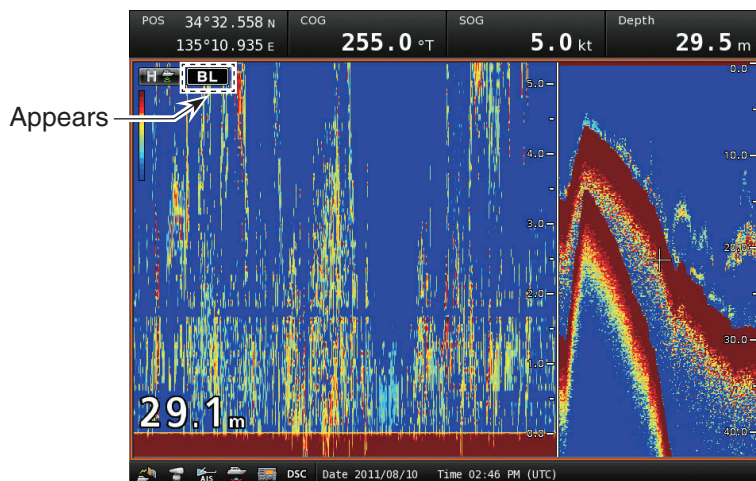 POS 34°32.558 N
135°10.935 E
COG
255.0 °T
SOG
5.0 kt
Depth
29.5 m
H
BL
Appears
5.0
4.0
3.0
2.0
1.0
0.0
0.0
10.0
20.0
30.0
40.0
29.1m
AIS
DSC
Date 2011/08/10
Time 02:46 PM (UTC)